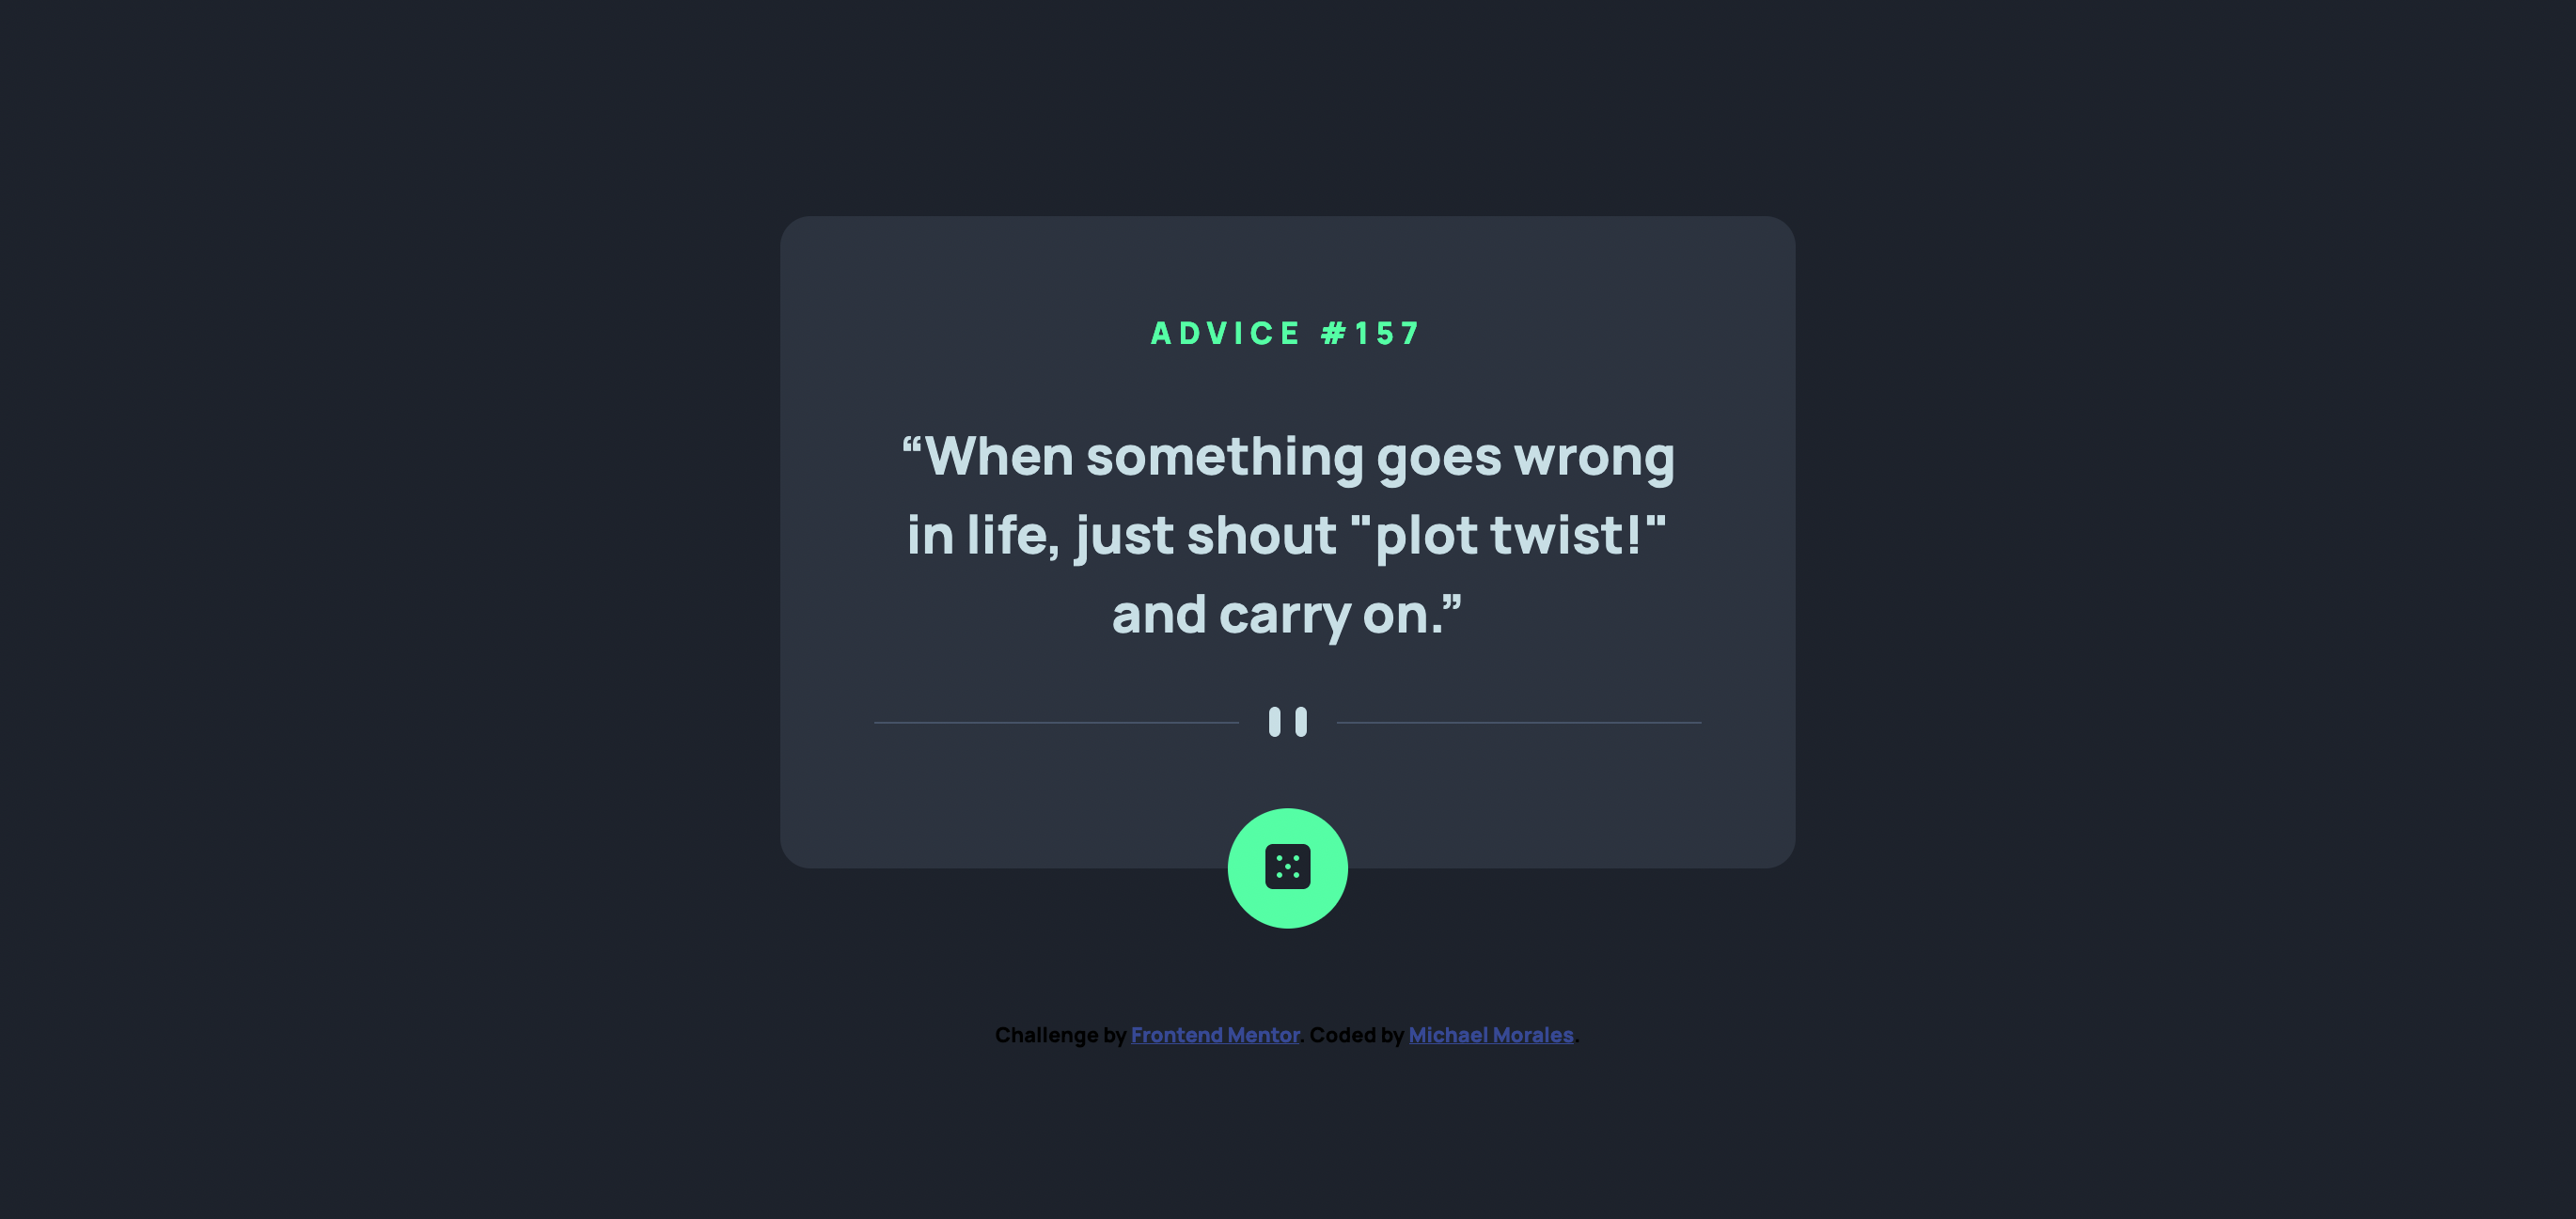 ADVICE #157
“When something goes wrong
in life, just shout "plot twist!"
and carry on.”
Challenge by Frontend Mentor. Coded by Michael Morales.